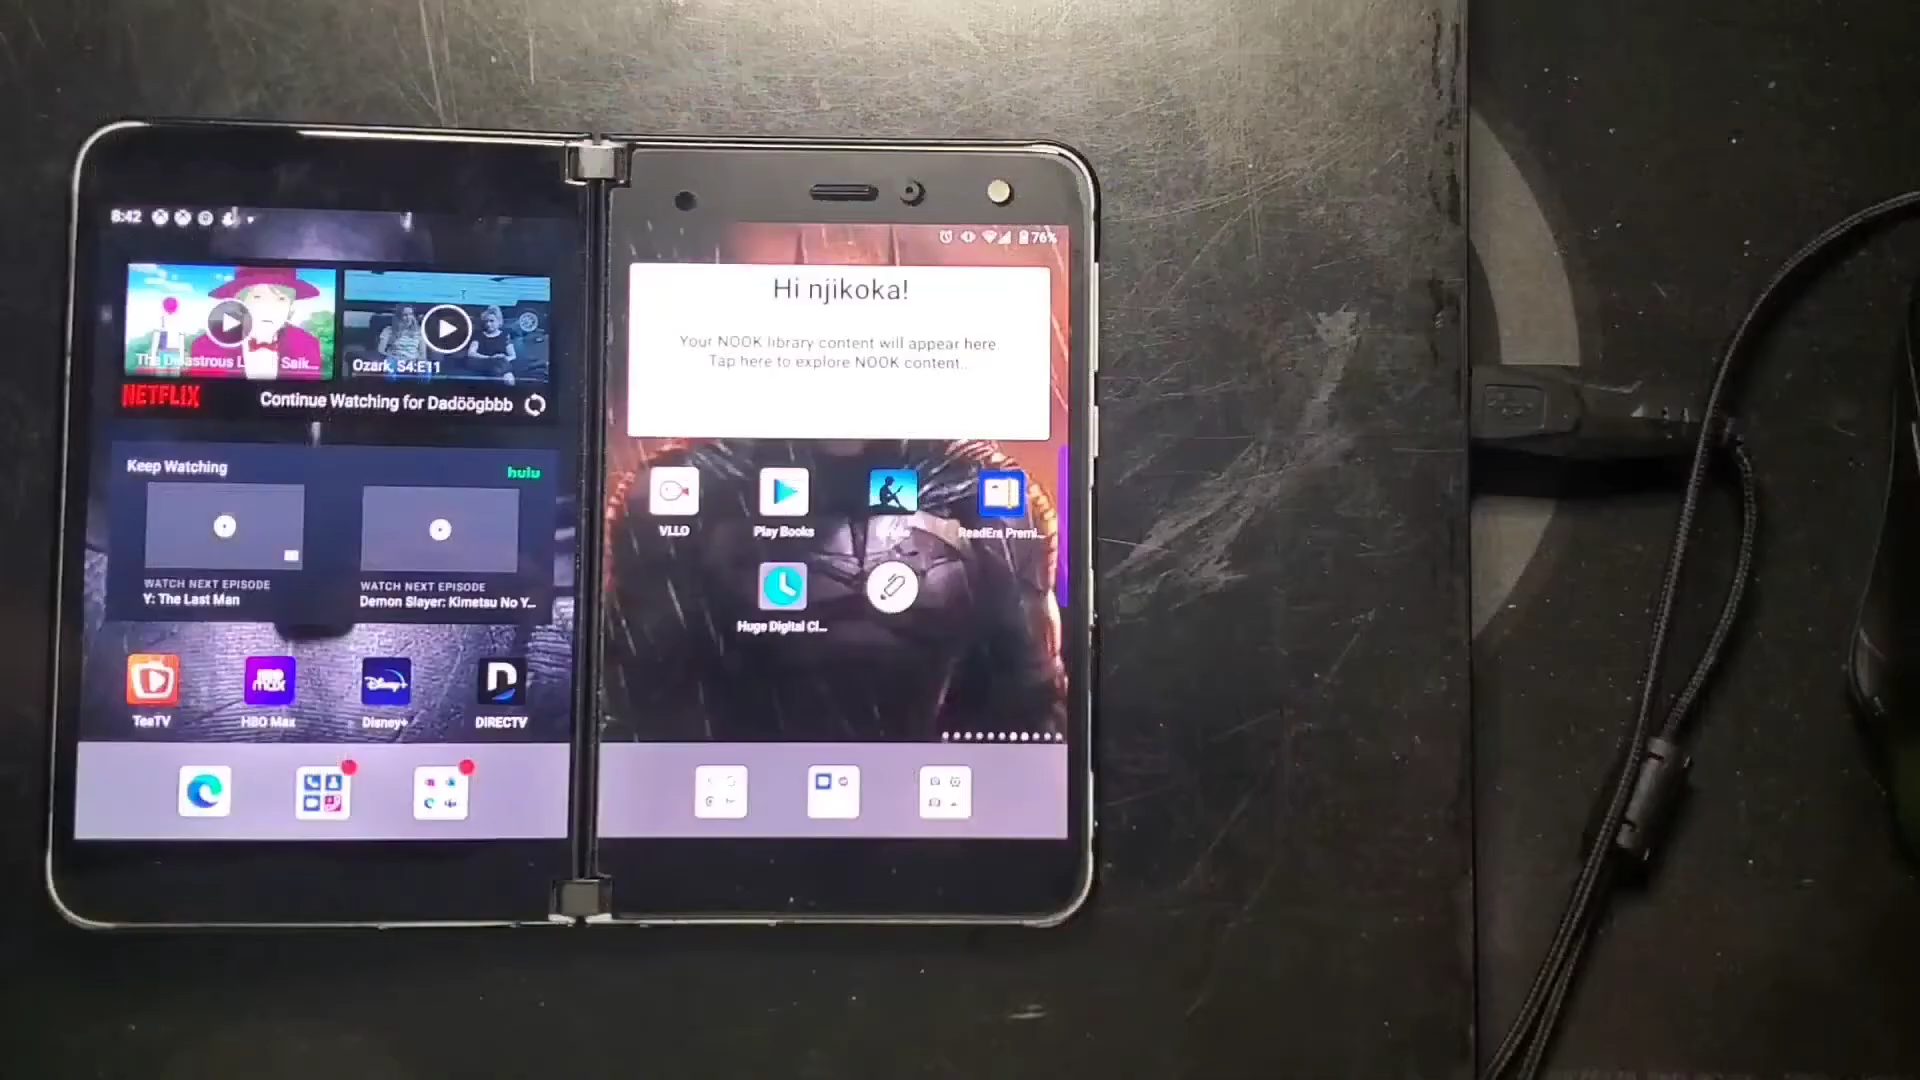 8:42
76%
The Disastrous L... Saik...
Ozark, S4:E11
NETFLIX
Continue Watching for Dadöögbbb
Hi njikoka!
Your NOOK library content will appear here
Tap here to explore NOOK content..
Keep Watching
hulu
WATCH NEXT EPISODE
Y: The Last Man
WATCH NEXT EPISODE
Demon Slayer: Kimetsu No Y...
VLLO
Play Books
ReadEra Premi...
Huge Digital Cl...
TeaTV
HBO Max
Disney+
DIRECTV